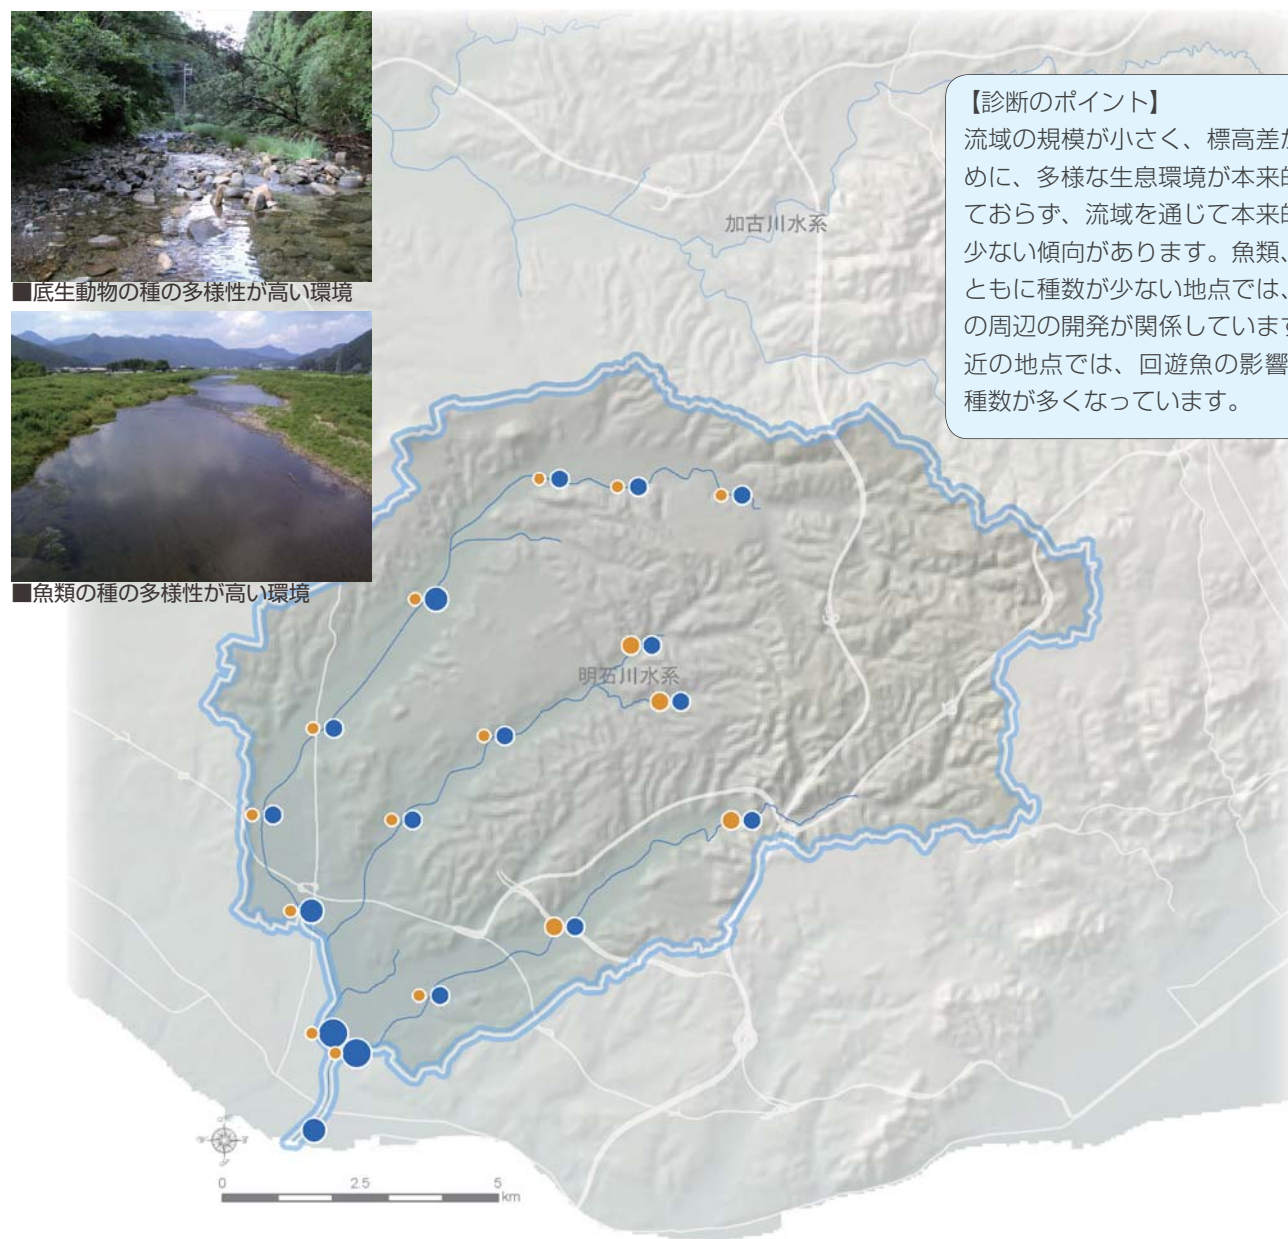 ■底生動物の種の多様性が高い環境
■魚類の種の多様性が高い環境
【診断のポイント】
流域の規模が小さく、標高差が
めに、多様な生息環境が本来的
ておらず、流域を通じて本来的
少ない傾向があります。魚類、
ともに種数が少ない地点では、
の周辺の開発が関係しています
近の地点では、回遊魚の影響
種数が多くなっています。
加古川水系
明石川水系
0 2.5 5
km